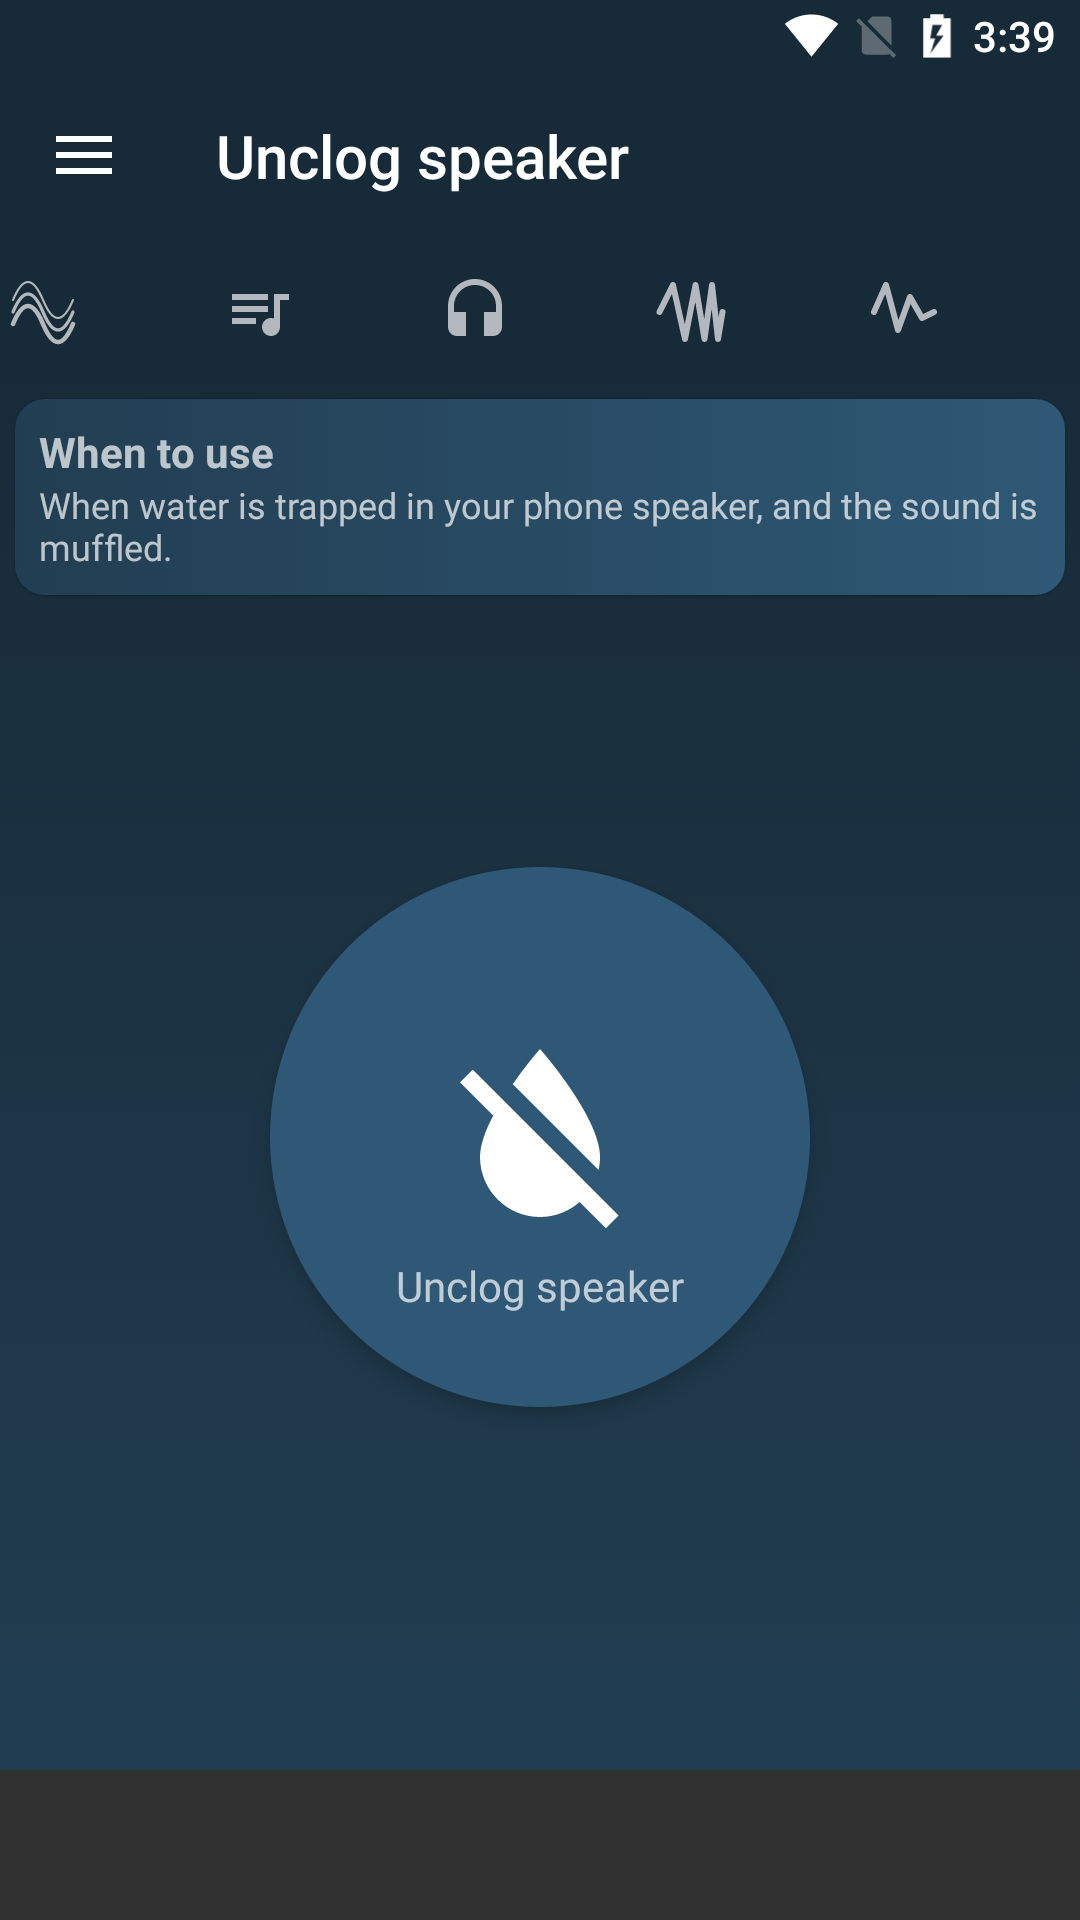 3:39
Unclog speaker
When to use
When water is trapped in your phone speaker, and the sound is
muffled.
Unclog speaker